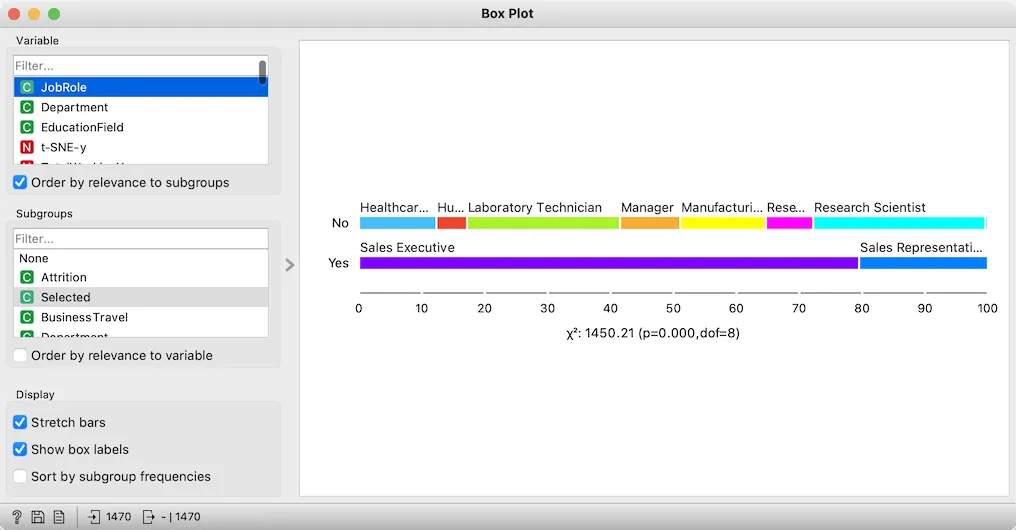 Box Plot
Variable
Filter...
C JobRole
C Department
C EducationField
N t-SNE-y
Order by relevance to subgroups
Subgroups
Filter...
None
C Attrition
C Selected
C BusinessTravel
Department
Order by relevance to variable
Display
Stretch bars
Show box labels
Sort by subgroup frequencies
? 1470 - | 1470
Healthcar... Hu... Laboratory Technician Manager Manufacturi... Rese... Research Scientist
No
Sales Executive Sales Representati...
Yes
0 10 20 30 40 50 60 70 80 90 100
χ²: 1450.21 (p=0.000,dof=8)